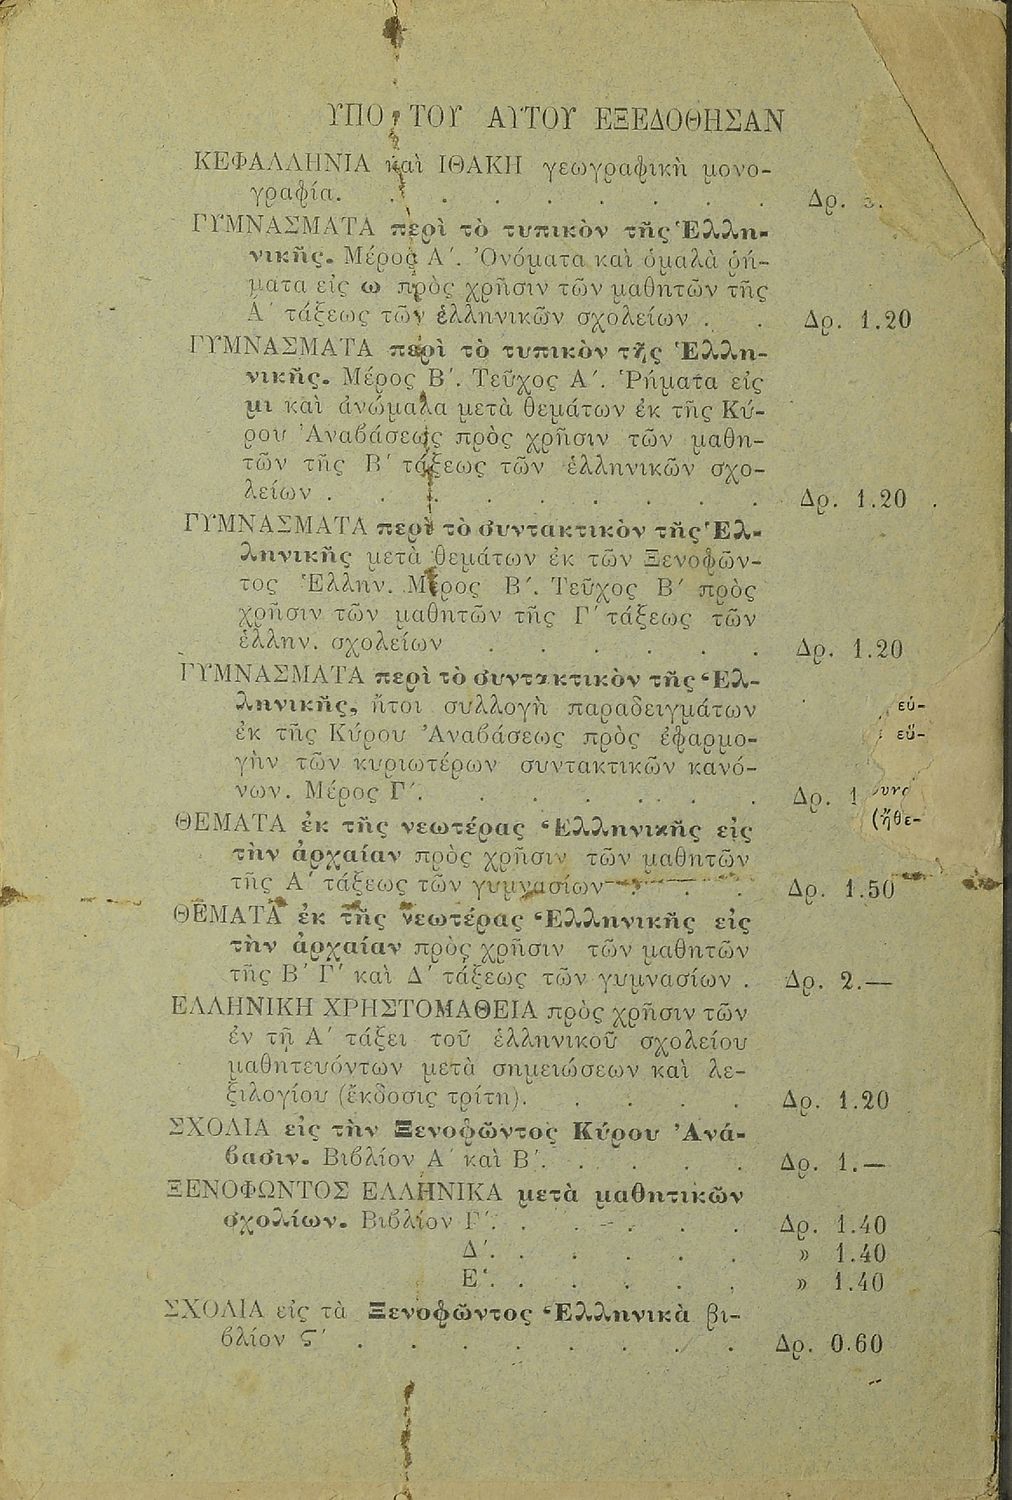 ΥΠΟ ΤΟΥ ΑΥΤΟΥ ΕΞΕΔΟΘΗΣΑΝ
ΚΕΦΑΛΛΗΝΙΑ καὶ ΙΘΑΚΗ γεωγραφικὴ μονο-
γραφία. . . . . . . . . Δρ.
ΓΥΜΝΑΣΜΑΤΑ περὶ τὸ τυπικὸν τῆς Ἑλλη-
νικῆς. Μέρος Α΄. Ὀνόματα καὶ ὁμαλὰ ῥή-
ματα εἰς ω πρὸς χρῆσιν τῶν μαθητῶν τῆς
Α΄ τάξεως τῶν ἑλληνικῶν σχολείων . . Δρ. 1.20
ΓΥΜΝΑΣΜΑΤΑ περὶ τὸ τυπικὸν τῆς Ἑλλη-
νικῆς. Μέρος Β΄. Τεῦχος Α΄. Ῥήματα εἰς
μι καὶ ἀνώμαλα μετὰ θεμάτων ἐκ τῆς Κύ-
ρου Ἀναβάσεως πρὸς χρῆσιν τῶν μαθη-
τῶν τῆς Β΄ τάξεως τῶν ἑλληνικῶν σχο-
λείων . . . . . . . . . Δρ. 1.20
ΓΥΜΝΑΣΜΑΤΑ περὶ τὸ συντακτικὸν τῆς Ἑλ-
ληνικῆς μετὰ θεμάτων ἐκ τῶν Ξενοφῶν-
τος Ἑλλην. Μέρος Β΄. Τεῦχος Β΄ πρὸς
χρῆσιν τῶν μαθητῶν τῆς Γ΄ τάξεως τῶν
ἑλλην. σχολείων . . . . . . Δρ. 1.20
ΓΥΜΝΑΣΜΑΤΑ περὶ τὸ συντακτικὸν τῆς Ἑλ-
ληνικῆς, ἤτοι συλλογὴ παραδειγμάτων
ἐκ τῆς Κύρου Ἀναβάσεως πρὸς ἐφαρμο-
γὴν τῶν κυριωτέρων συντακτικῶν κανό-
νων. Μέρος Γ΄. . . . . . . Δρ. 1
ΘΕΜΑΤΑ ἐκ τῆς νεωτέρας Ἑλληνικῆς εἰς
τὴν ἀρχαίαν πρὸς χρῆσιν τῶν μαθητῶν
τῆς Α΄ τάξεως τῶν γυμνασίων . . . Δρ. 1.50
ΘΕΜΑΤΑ ἐκ τῆς νεωτέρας Ἑλληνικῆς εἰς
τὴν ἀρχαίαν πρὸς χρῆσιν τῶν μαθητῶν
τῆς Β΄ Γ΄ καὶ Δ΄ τάξεως τῶν γυμνασίων . Δρ. 2.—
ΕΛΛΗΝΙΚΗ ΧΡΗΣΤΟΜΑΘΕΙΑ πρὸς χρῆσιν τῶν
ἐν τῇ Α΄ τάξει τοῦ ἑλληνικοῦ σχολείου
μαθητευόντων μετὰ σημειώσεων καὶ λε-
ξιλογίου (ἔκδοσις τρίτη). . . . . Δρ. 1.20
ΣΧΟΛΙΑ εἰς τὴν Ξενοφῶντος Κύρου Ἀνά-
βασιν. Βιβλίον Α΄ καὶ Β΄. . . . . Δρ. 1.—
ΞΕΝΟΦΩΝΤΟΣ ΕΛΛΗΝΙΚΑ μετὰ μαθητικῶν
σχολίων. Βιβλίον Γ΄. . . . . . Δρ. 1.40
Δ΄. . . . . . » 1.40
Ε΄. . . . . . » 1.40
ΣΧΟΛΙΑ εἰς τὰ Ξενοφῶντος Ἑλληνικὰ βι-
βλίον Ϛ΄ . . . . . . . . Δρ. 0.60
εὐ-
εὐ-
(ἤθε-